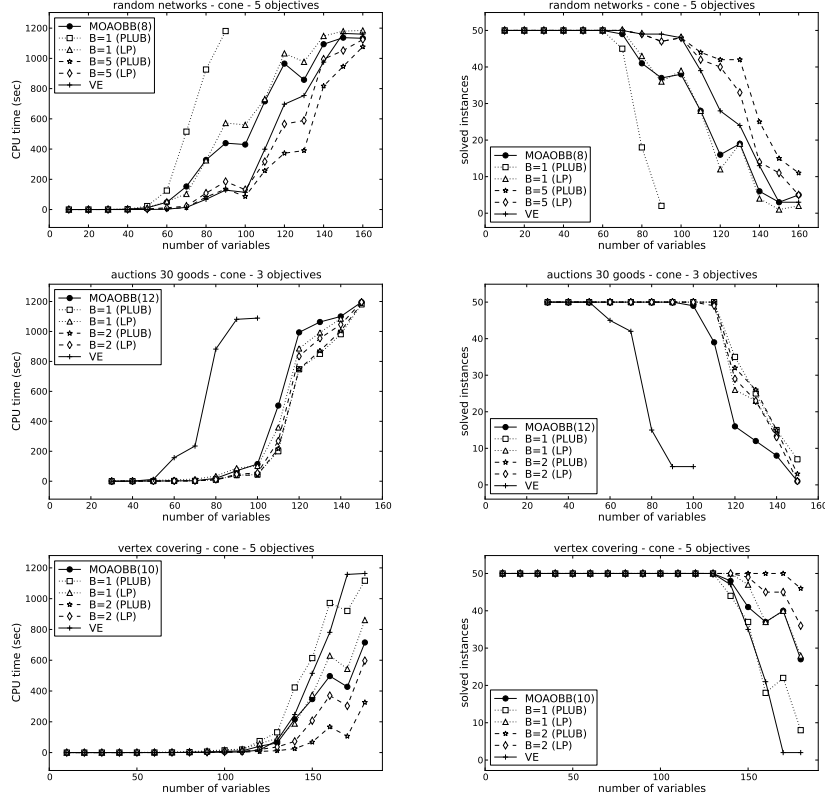 random networks - cone - 5 objectives
CPU time (sec)
1200
1000
800
600
400
200
0
MOAOBB(8)
B=1 (PLUB)
B=1 (LP)
B=5 (PLUB)
B=5 (LP)
VE
0 20 40 60 80 100 120 140 160
number of variables
random networks - cone - 5 objectives
solved instances
50
40
30
20
10
0
MOAOBB(8)
B=1 (PLUB)
B=1 (LP)
B=5 (PLUB)
B=5 (LP)
VE
0 20 40 60 80 100 120 140 160
number of variables
auctions 30 goods - cone - 3 objectives
CPU time (sec)
1200
1000
800
600
400
200
0
MOAOBB(12)
B=1 (PLUB)
B=1 (LP)
B=2 (PLUB)
B=2 (LP)
VE
0 20 40 60 80 100 120 140 160
number of variables
auctions 30 goods - cone - 3 objectives
solved instances
50
40
30
20
10
0
MOAOBB(12)
B=1 (PLUB)
B=1 (LP)
B=2 (PLUB)
B=2 (LP)
VE
0 20 40 60 80 100 120 140 160
number of variables
vertex covering - cone - 5 objectives
CPU time (sec)
1200
1000
800
600
400
200
0
MOAOBB(10)
B=1 (PLUB)
B=1 (LP)
B=2 (PLUB)
B=2 (LP)
VE
0 50 100 150
number of variables
vertex covering - cone - 5 objectives
solved instances
50
40
30
20
10
0
MOAOBB(10)
B=1 (PLUB)
B=1 (LP)
B=2 (PLUB)
B=2 (LP)
VE
0 50 100 150
number of variables